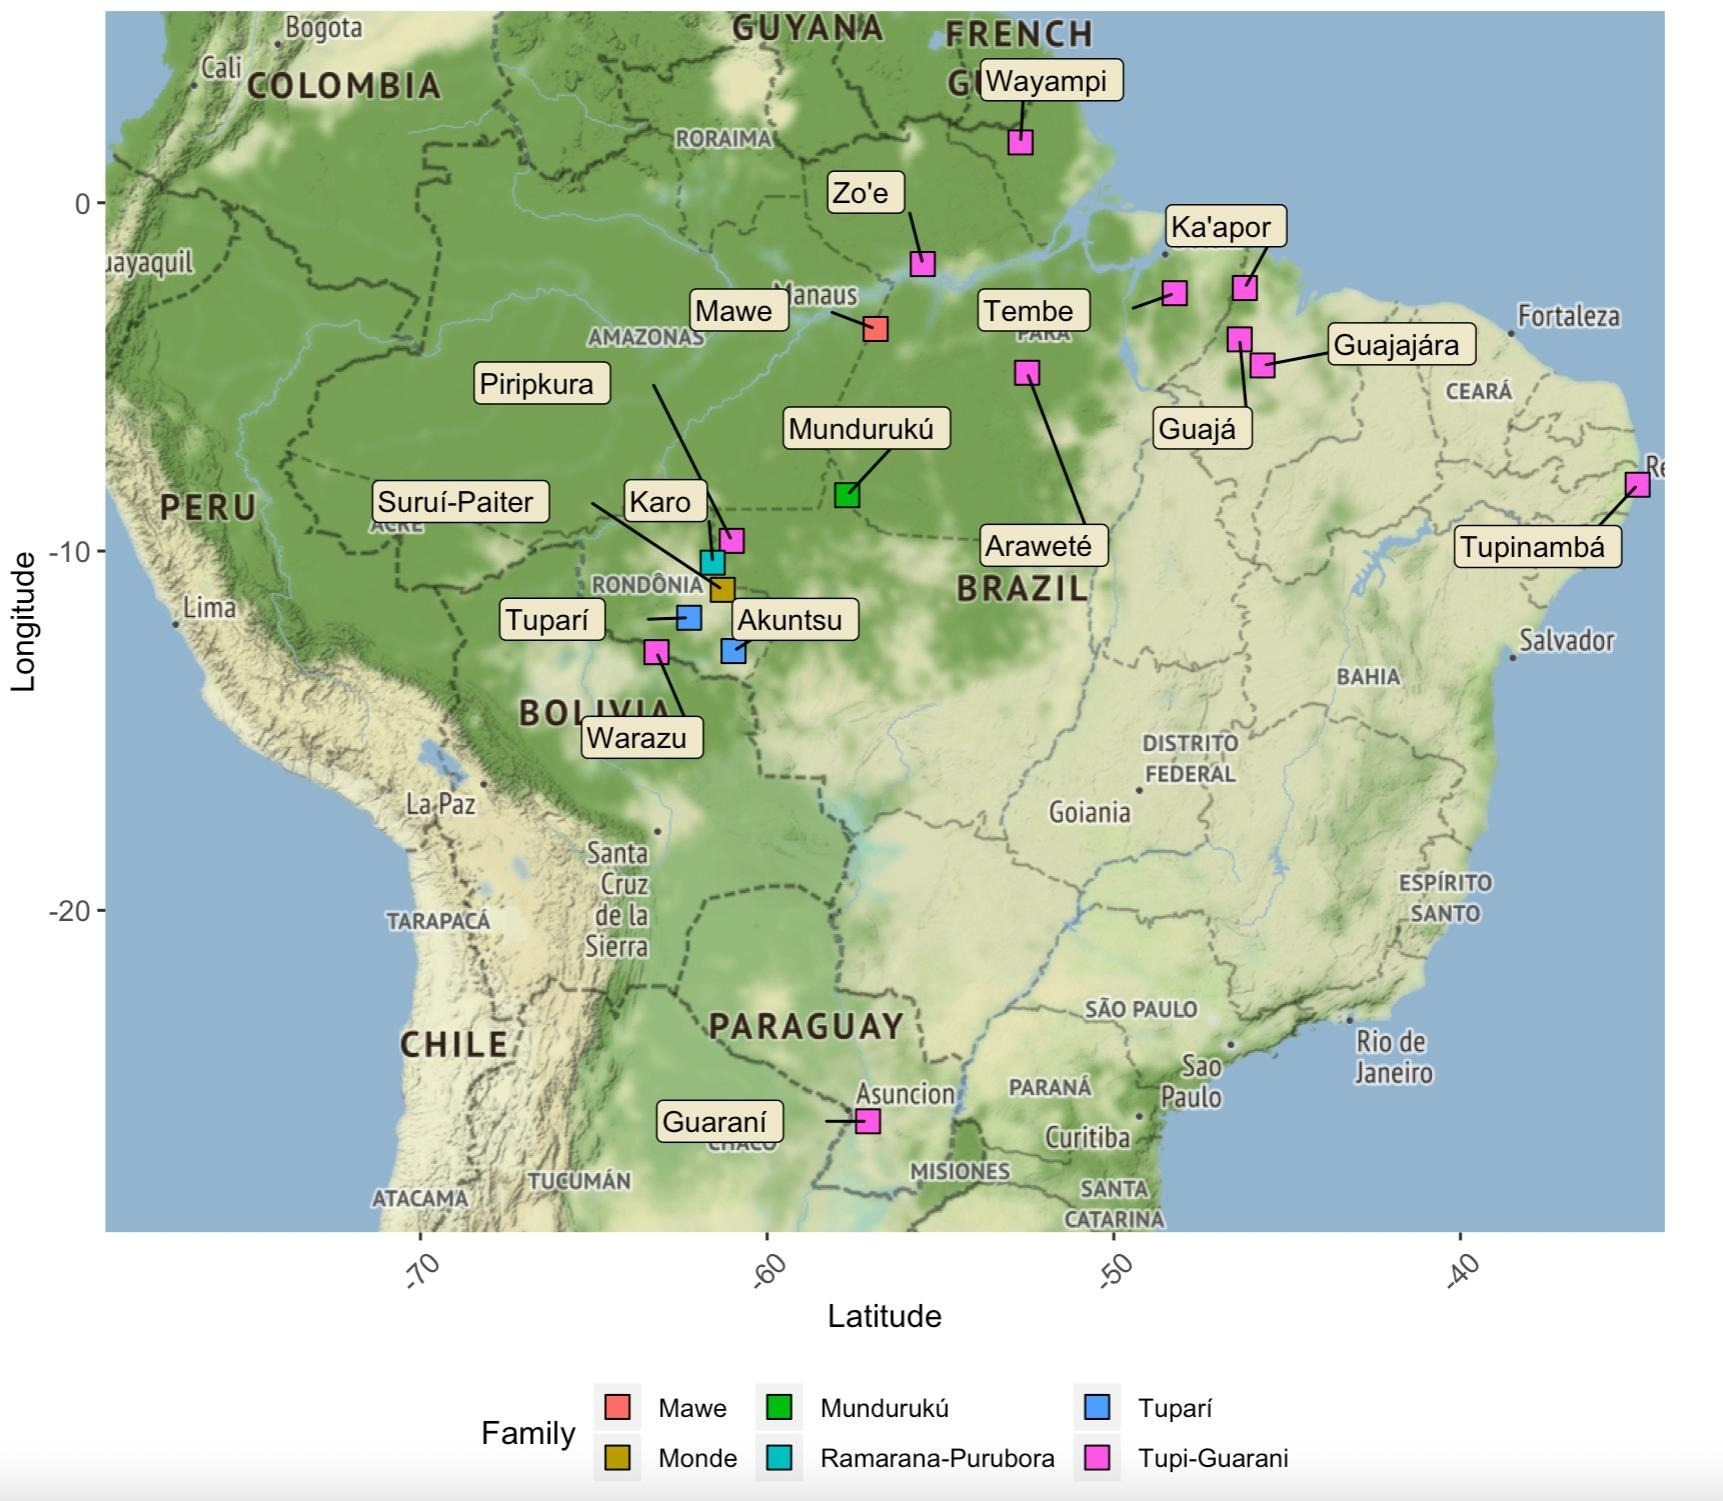 Bogota
GUYANA
FRENCH
Cali
COLOMBIA
GU
Wayampi
RORAIMA
Zo'e
0
Ka'apor
uayaquil
Manaus
Mawe
Tembe
PARÁ
Fortaleza
AMAZONAS
Guajajára
Piripkura
CEARÁ
Mundurukú
Guajá
Re
Suruí-Paiter
Karo
PERU
ACRE
Araweté
Tupinambá
-10
RONDÔNIA
BRAZIL
Lima
Tuparí
Akuntsu
Salvador
Longitude
BAHIA
BOLIVIA
Warazu
DISTRITO
FEDERAL
La Paz
Goiania
Santa
Cruz
de la
Sierra
ESPÍRITO
SANTO
-20
TARAPACÁ
SÃO PAULO
PARAGUAY
CHILE
Rio de
Janeiro
Sao
Paulo
PARANÁ
Asuncion
Guaraní
CHACO
Curitiba
MISIONES
TUCUMÁN
SANTA
CATARINA
ATACAMA
-70
-60
-50
-40
Latitude
Family
Mawe
Mundurukú
Tuparí
Monde
Ramarana-Purubora
Tupi-Guarani